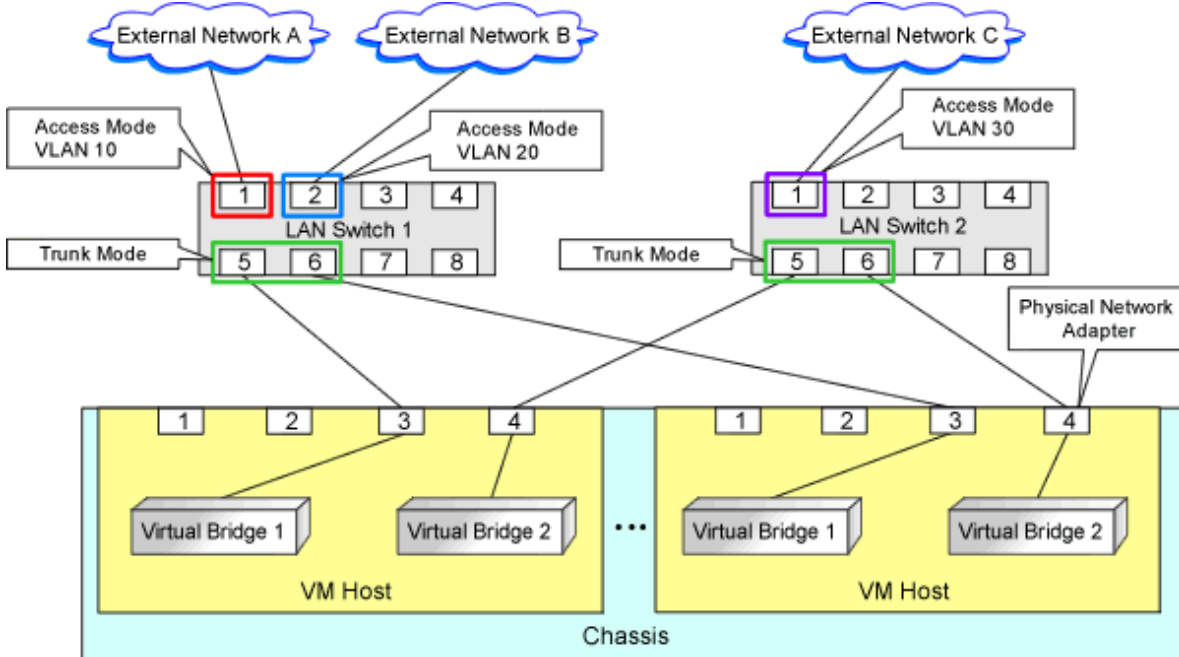 External Network A
External Network B
External Network C
Access Mode
VLAN 10
Access Mode
VLAN 20
Access Mode
VLAN 30
1
2
3
4
LAN Switch 1
5
6
7
8
Trunk Mode
1
2
3
4
LAN Switch 2
5
6
7
8
Trunk Mode
Physical Network
Adapter
1
2
3
4
Virtual Bridge 1
Virtual Bridge 2
VM Host
...
1
2
3
4
Virtual Bridge 1
Virtual Bridge 2
VM Host
Chassis